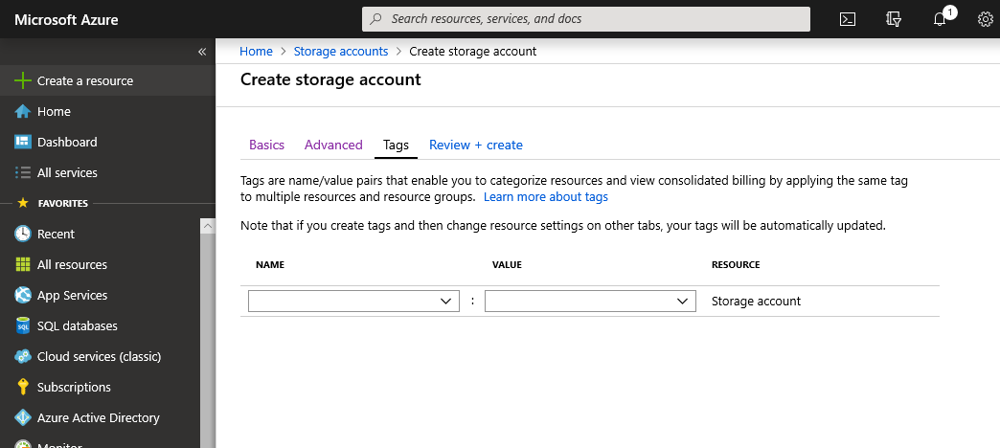 Microsoft Azure
Search resources, services, and docs
1
«
Home > Storage accounts > Create storage account
Create a resource
Home
Dashboard
All services
FAVORITES
Recent
All resources
App Services
SQL databases
Cloud services (classic)
Subscriptions
Azure Active Directory
Monitor
Create storage account
Basics Advanced Tags Review + create
Tags are name/value pairs that enable you to categorize resources and view consolidated billing by applying the same tag
to multiple resources and resource groups. Learn more about tags
Note that if you create tags and then change resource settings on other tabs, your tags will be automatically updated.
NAME VALUE RESOURCE
: Storage account